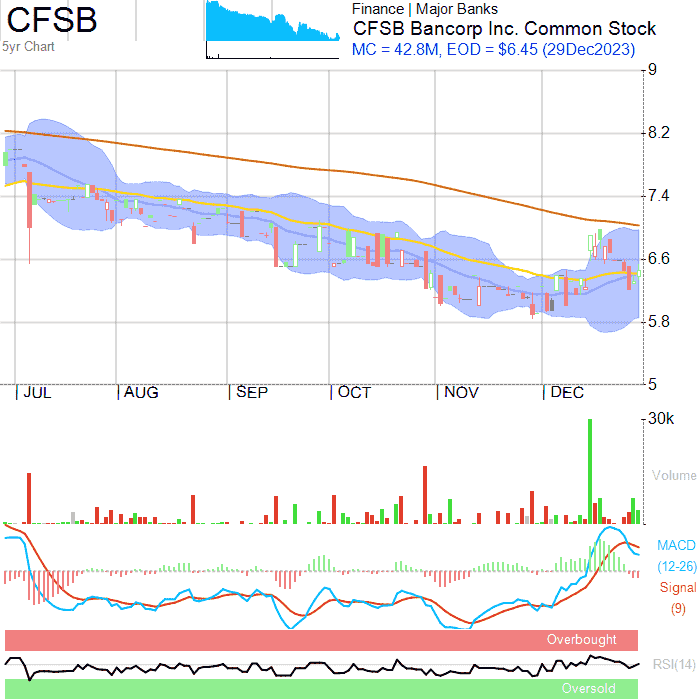 CFSB
5yr Chart
Finance | Major Banks
CFSB Bancorp Inc. Common Stock
MC = 42.8M, EOD = $6.45 (29Dec2023)
9
8.2
7.4
6.6
5.8
5
JUL AUG SEP OCT NOV DEC
30k
Volume
MACD
(12-26)
Signal
(9)
Overbought
RSI(14)
Oversold